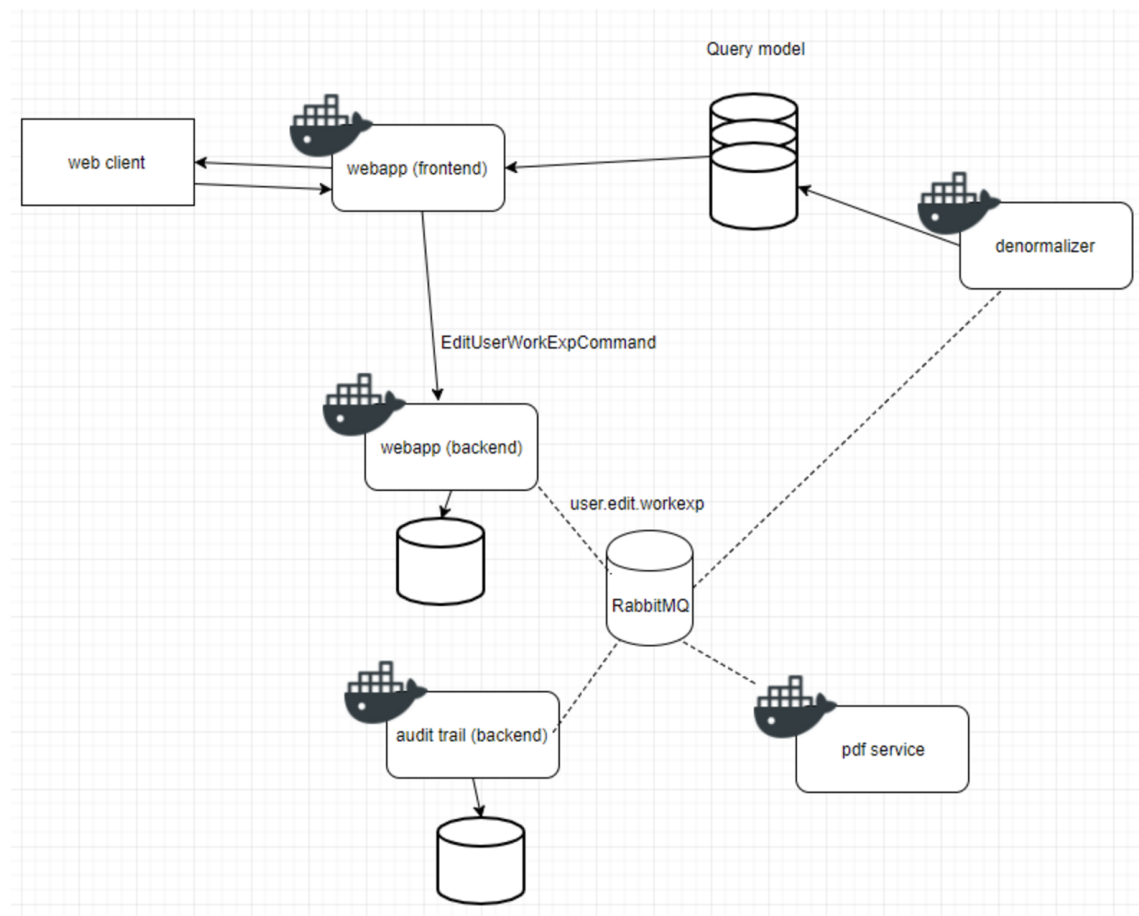 Query model
web client
webapp (frontend)
denormalizer
EditUserWorkExpCommand
webapp (backend)
user.edit.workexp
RabbitMQ
audit trail (backend)
pdf service